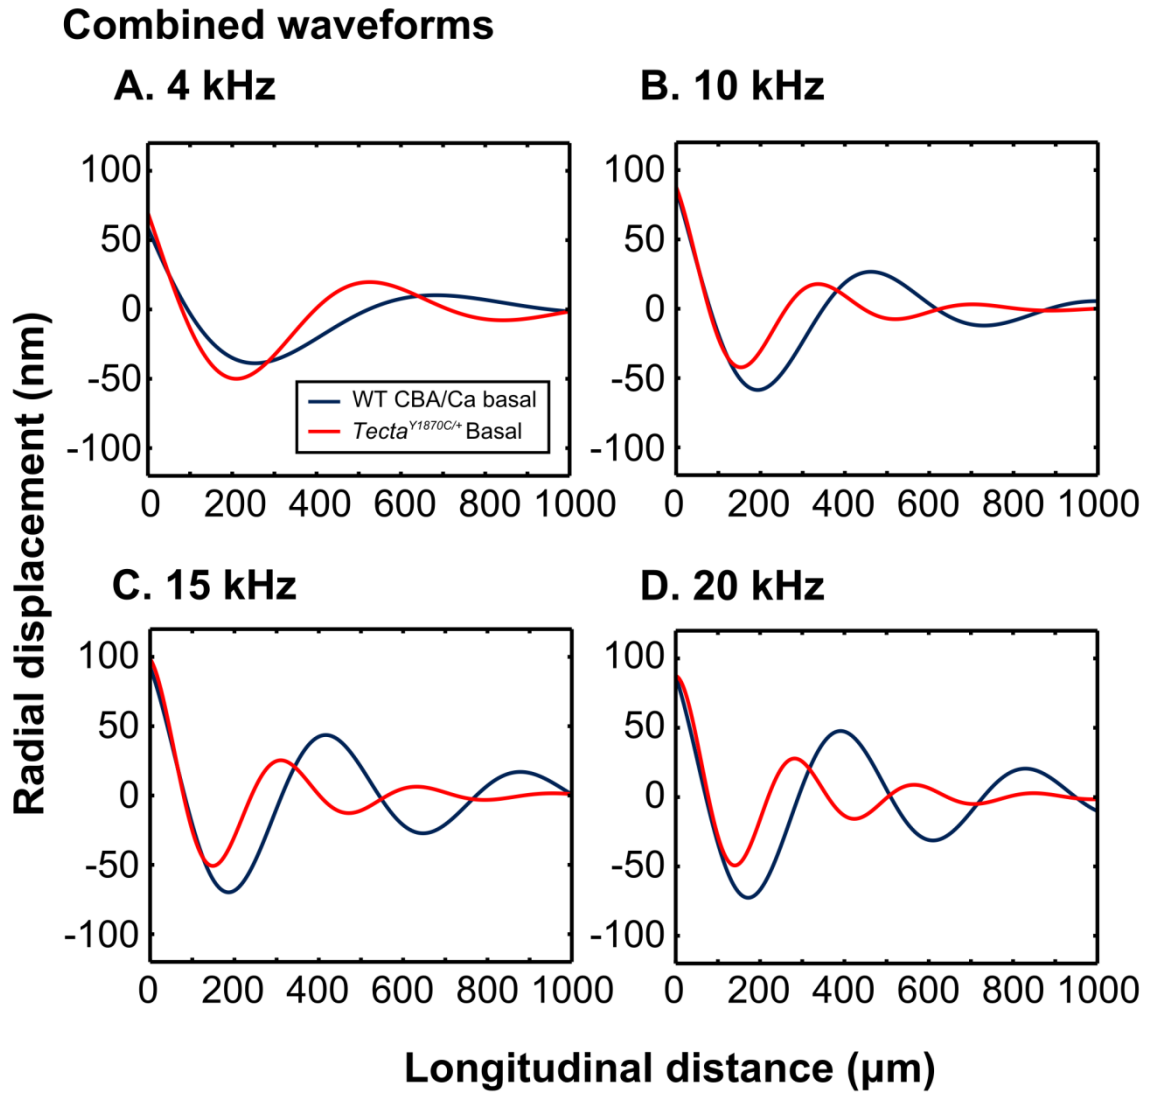 Combined waveforms
A. 4 kHz
B. 10 kHz
100
50
0
-50
-100
0 200 400 600 800 1000
WT CBA/Ca basal
Tecta^Y1870C/+ Basal
100
50
0
-50
-100
0 200 400 600 800 1000
C. 15 kHz
D. 20 kHz
100
50
0
-50
-100
0 200 400 600 800 1000
100
50
0
-50
-100
0 200 400 600 800 1000
Radial displacement (nm)
Longitudinal distance (µm)